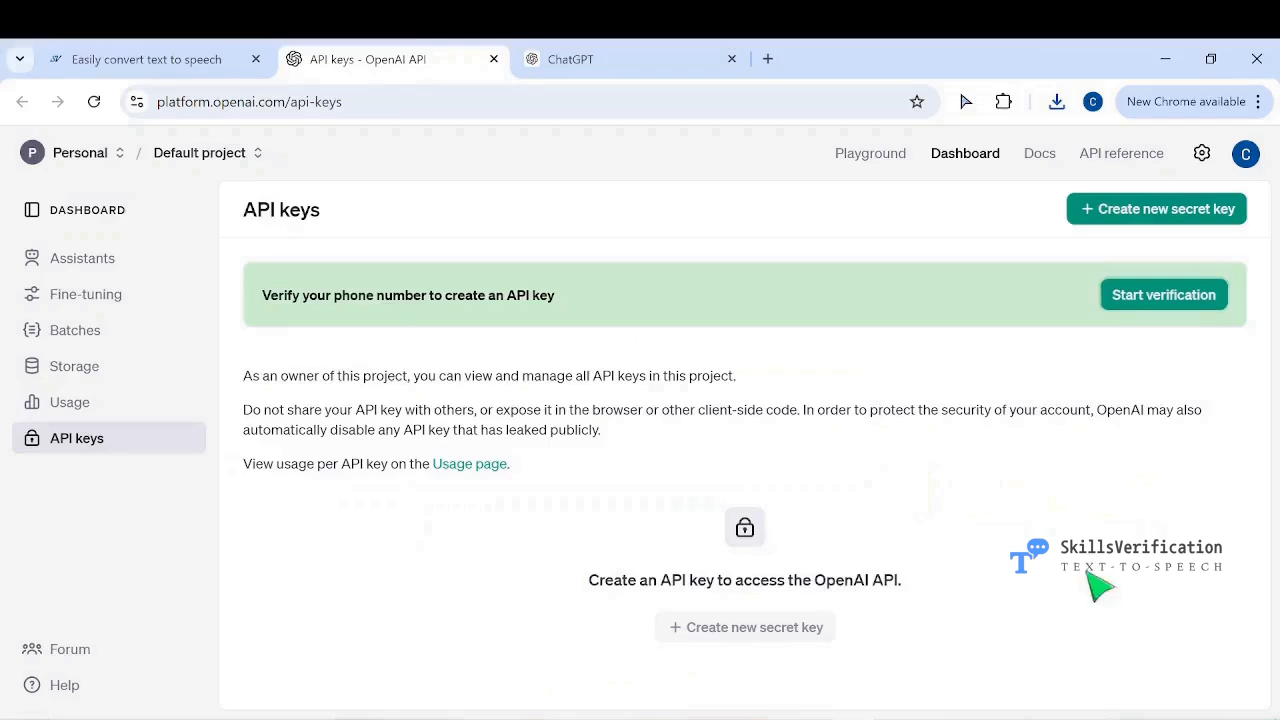 Easily convert text to speech
API keys - OpenAI API
ChatGPT
platform.openai.com/api-keys
C
New Chrome available
P
Personal
/
Default project
Playground
Dashboard
Docs
API reference
C
DASHBOARD
Assistants
Fine-tuning
Batches
Storage
Usage
API keys
Forum
Help
API keys
+ Create new secret key
Verify your phone number to create an API key
Start verification
As an owner of this project, you can view and manage all API keys in this project.
Do not share your API key with others, or expose it in the browser or other client-side code. In order to protect the security of your account, OpenAI may also
automatically disable any API key that has leaked publicly.
View usage per API key on the Usage page.
Create an API key to access the OpenAI API.
+ Create new secret key
T
SkillsVerification
TEXT-TO-SPEECH